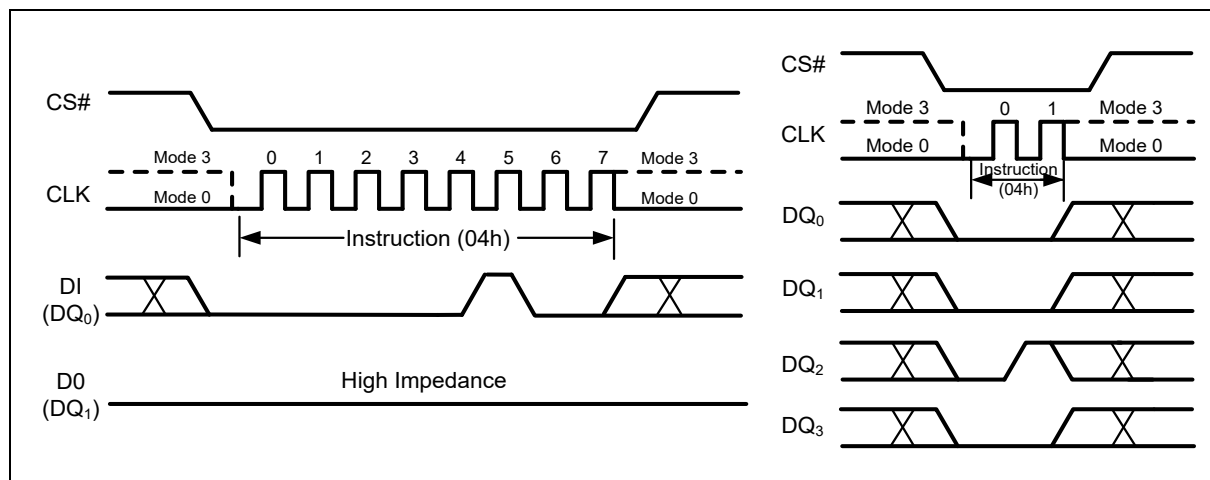 CS#
Mode 3 0 1 2 3 4 5 6 7 Mode 3
CLK
Mode 0 Mode 0
Instruction (04h)
DI
(DQ0)
D0
(DQ1)
High Impedance
CS#
Mode 3 0 1 Mode 3
CLK
Mode 0 Mode 0
Instruction
(04h)
DQ0
DQ1
DQ2
DQ3